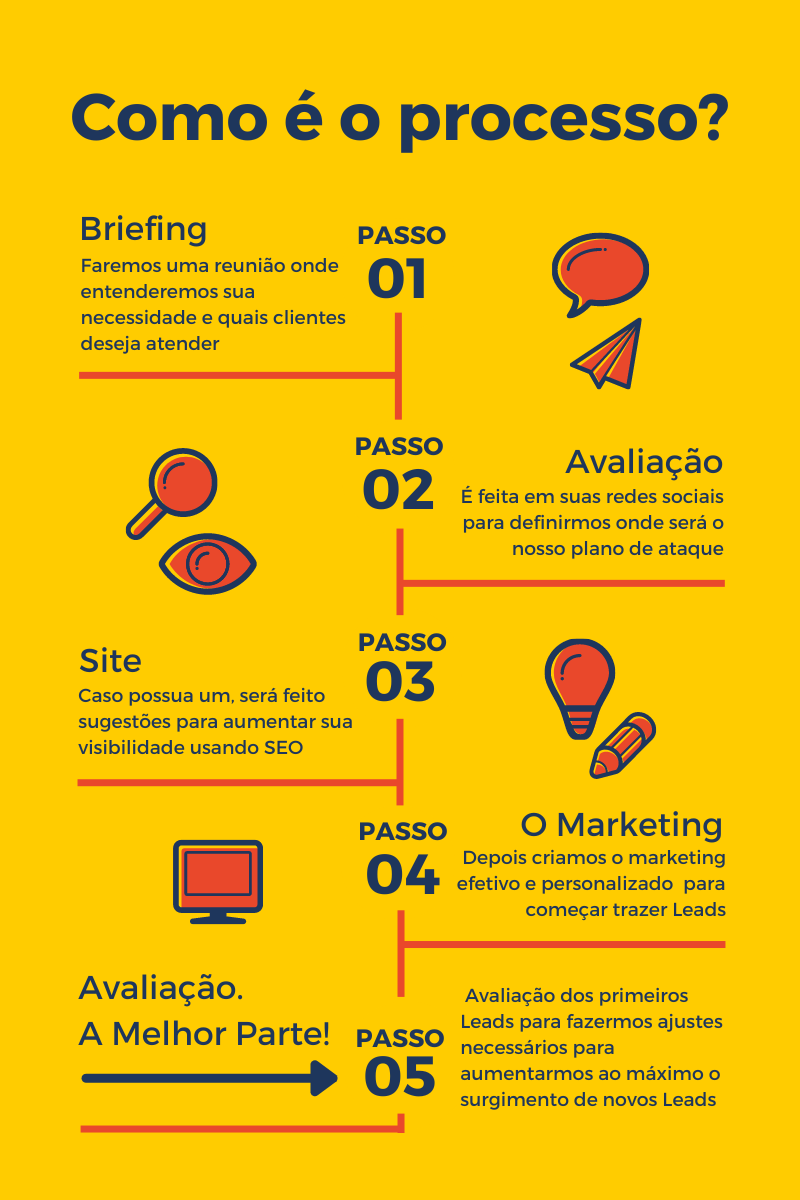 Como é o processo?
Briefing
Faremos uma reunião onde
entenderemos sua
necessidade e quais clientes
deseja atender
PASSO
01
PASSO
02
Avaliação
É feita em suas redes sociais
para definirmos onde será o
nosso plano de ataque
Site
Caso possua um, será feito
sugestões para aumentar sua
visibilidade usando SEO
PASSO
03
PASSO
04
O Marketing
Depois criamos o marketing
efetivo e personalizado para
começar trazer Leads
Avaliação.
A Melhor Parte!
PASSO
05
Avaliação dos primeiros
Leads para fazermos ajustes
necessários para
aumentarmos ao máximo o
surgimento de novos Leads